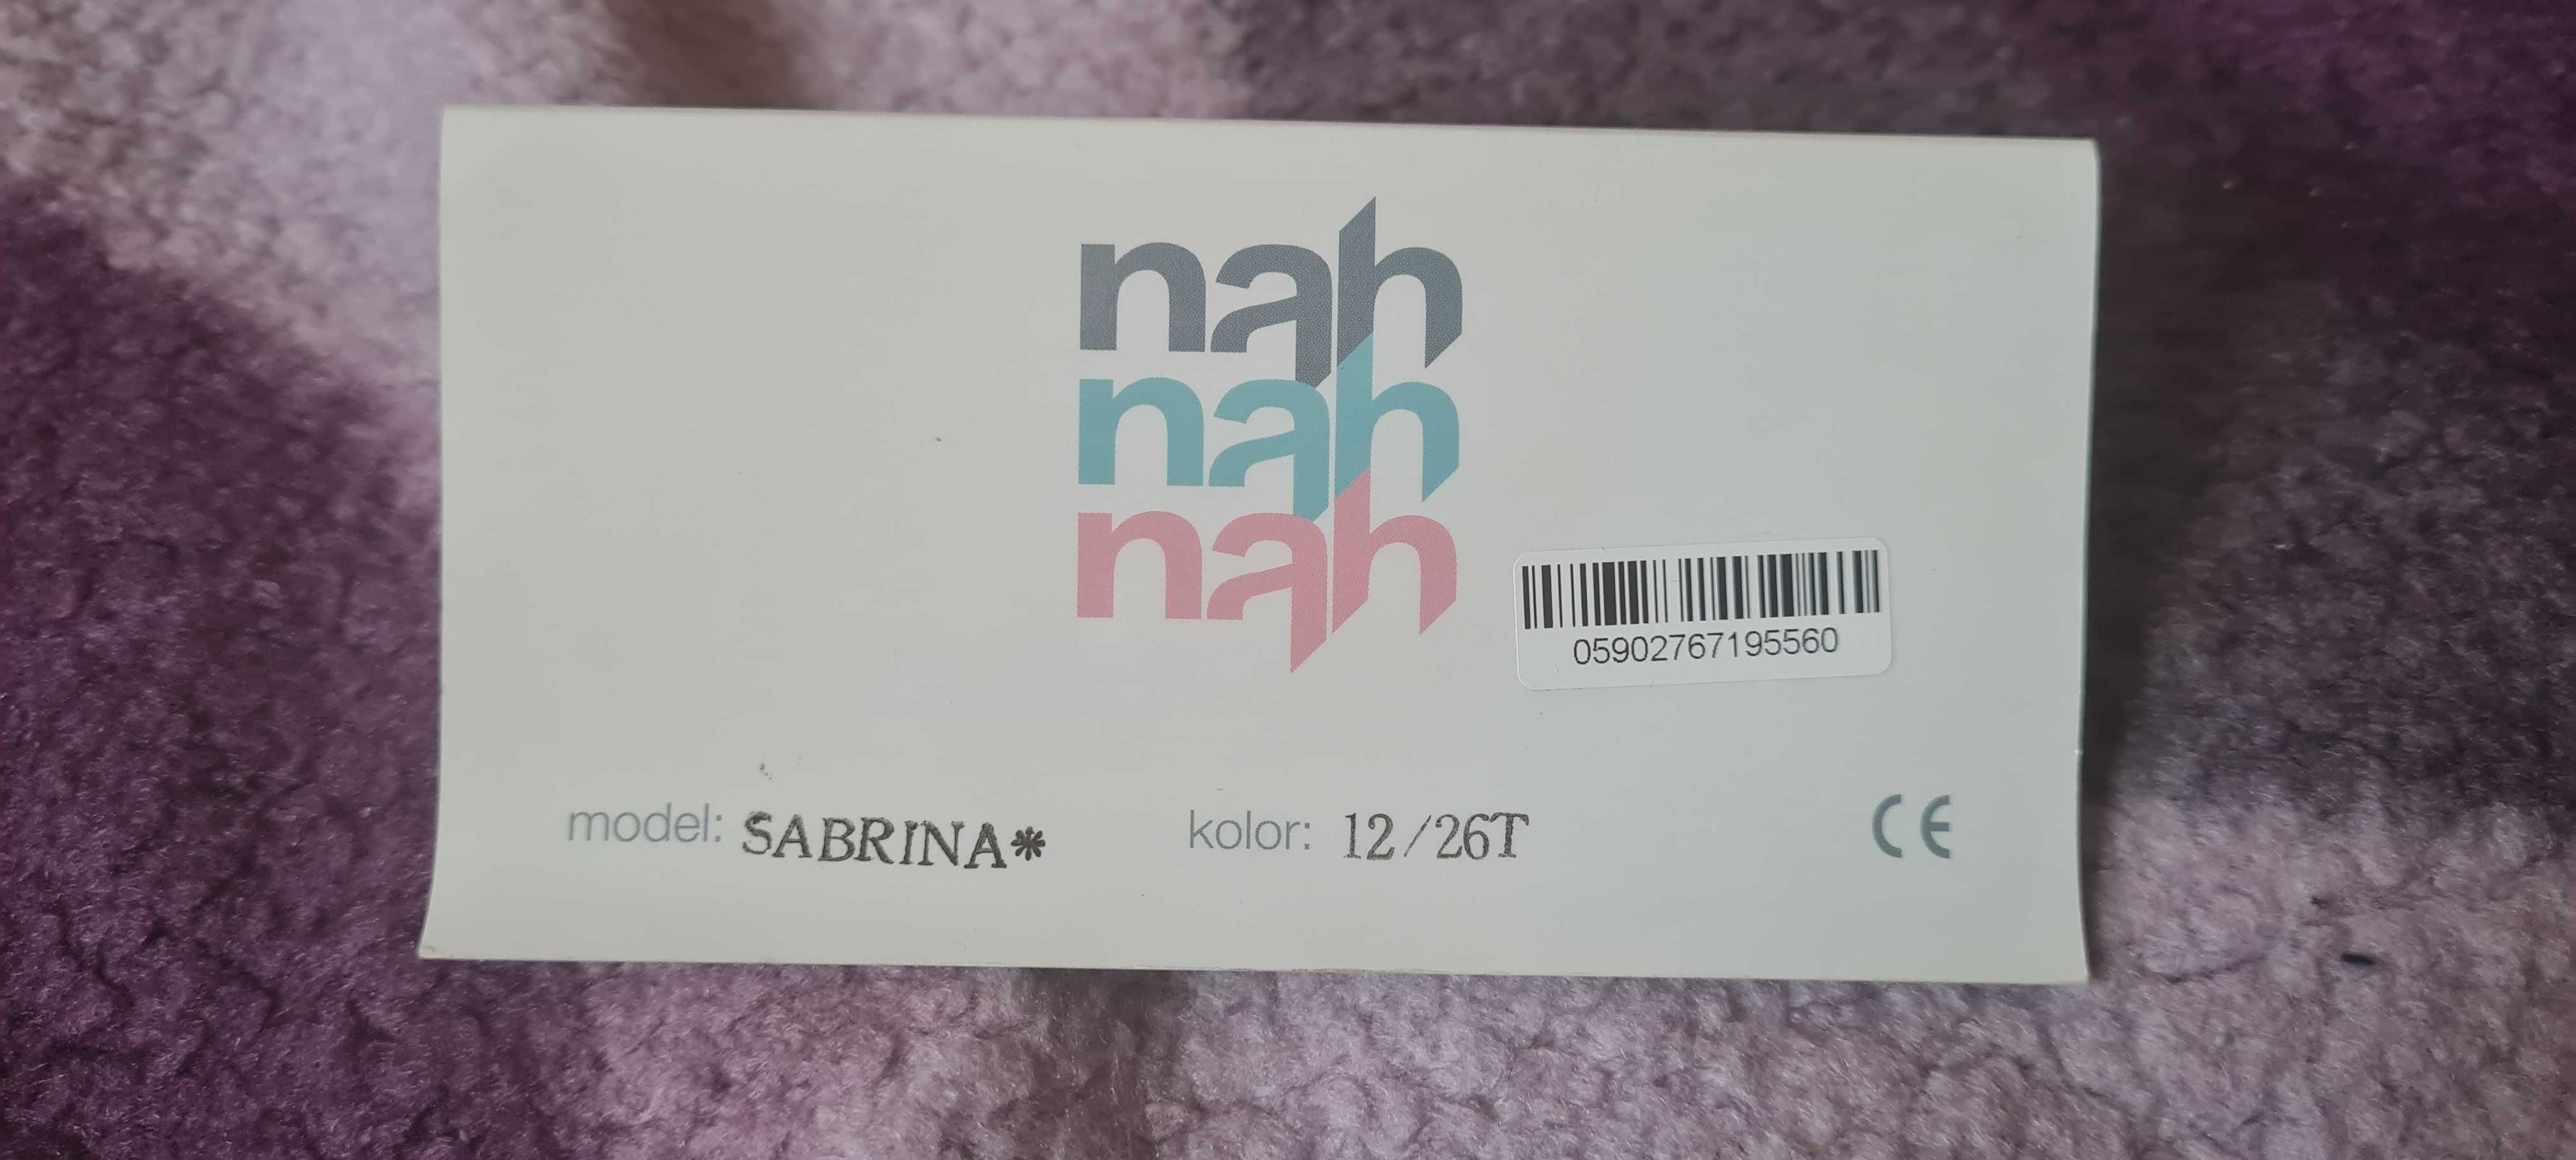 nah
nah
nah
05902767195560
model: SABRINA* kolor: 12/26T CE